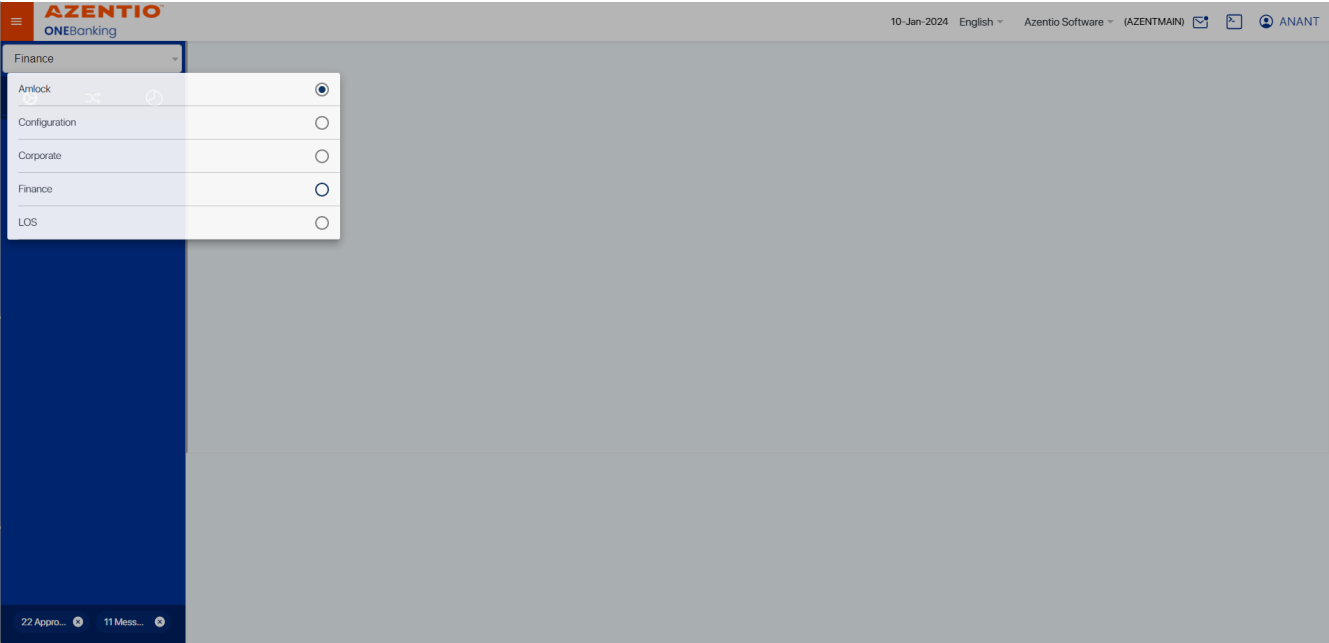 AZENTIO
ONEBanking
10-Jan-2024 English Azentio Software (AZENTMAIN) ANANT
Finance
Amlock
Configuration
Corporate
Finance
LOS
22 Appro... 11 Mess...